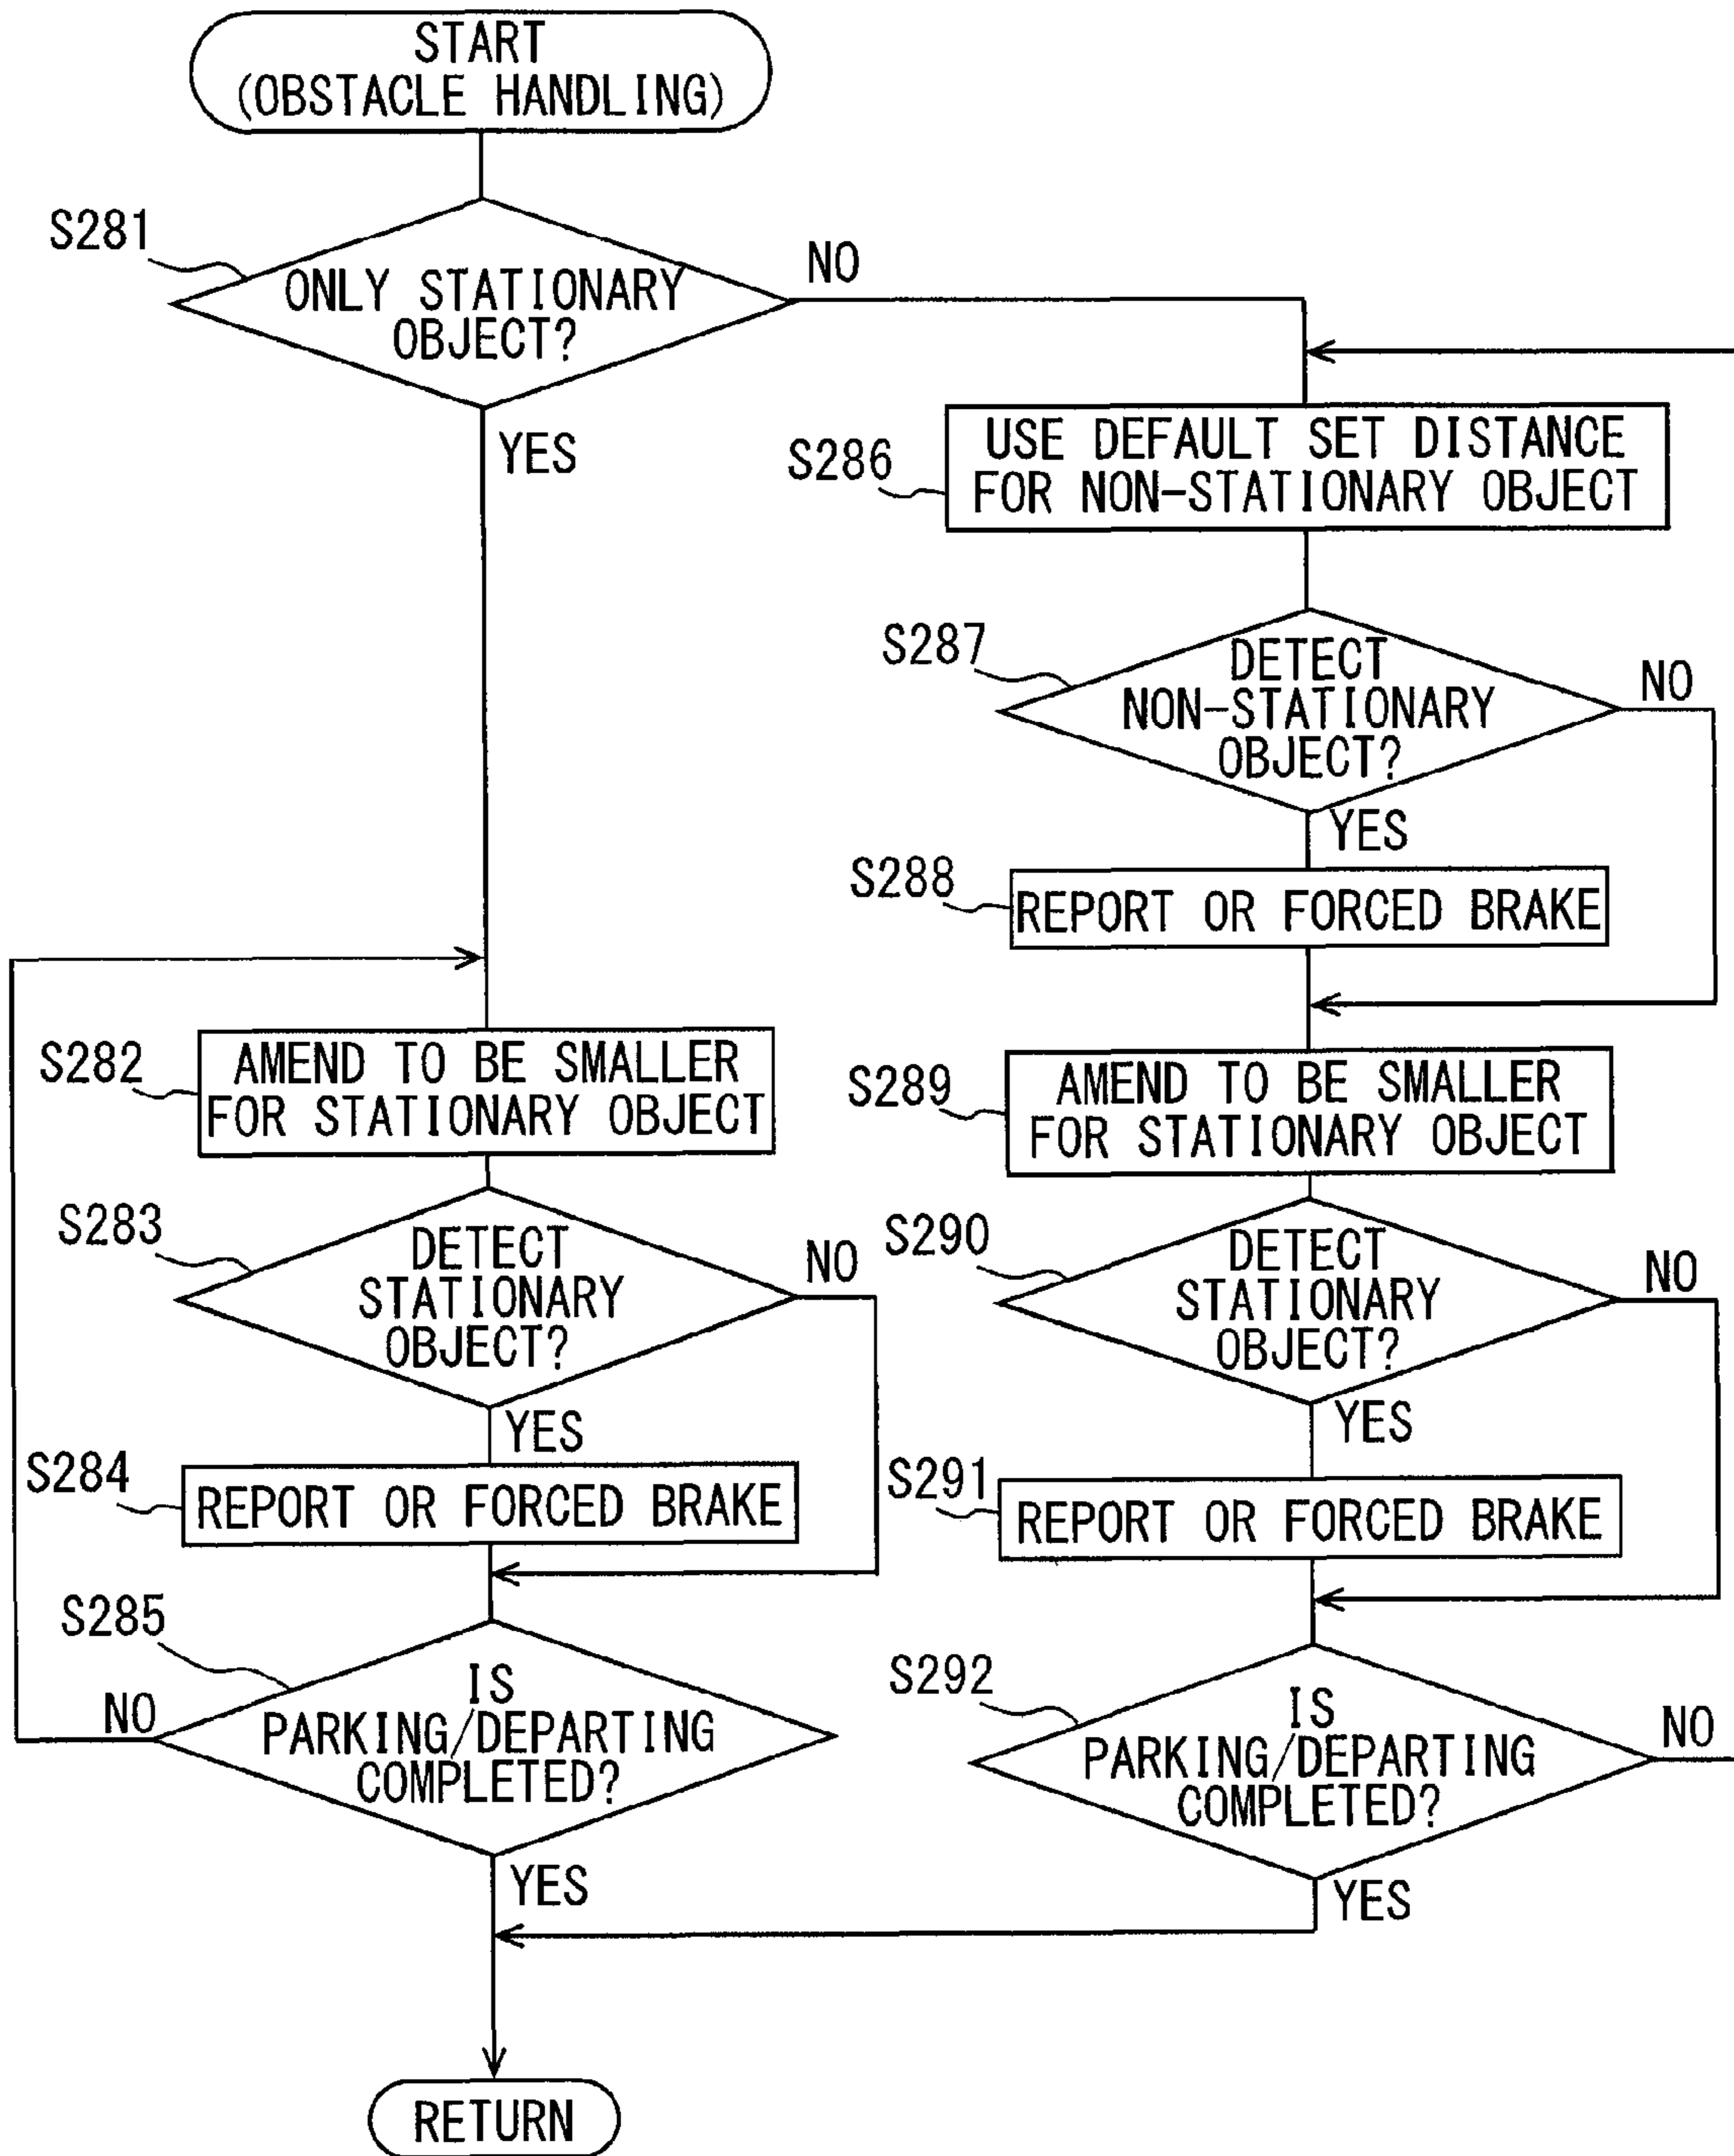 START
(OBSTACLE HANDLING)
S281
ONLY STATIONARY
OBJECT?
NO
YES
S286
USE DEFAULT SET DISTANCE
FOR NON-STATIONARY OBJECT
S287
DETECT
NON-STATIONARY
OBJECT?
NO
YES
S288
REPORT OR FORCED BRAKE
S282
AMEND TO BE SMALLER
FOR STATIONARY OBJECT
S289
AMEND TO BE SMALLER
FOR STATIONARY OBJECT
S283
DETECT
STATIONARY
OBJECT?
NO
YES
S290
DETECT
STATIONARY
OBJECT?
NO
YES
S284
REPORT OR FORCED BRAKE
S291
REPORT OR FORCED BRAKE
S285
IS
PARKING/DEPARTING
COMPLETED?
NO
YES
S292
IS
PARKING/DEPARTING
COMPLETED?
NO
YES
RETURN